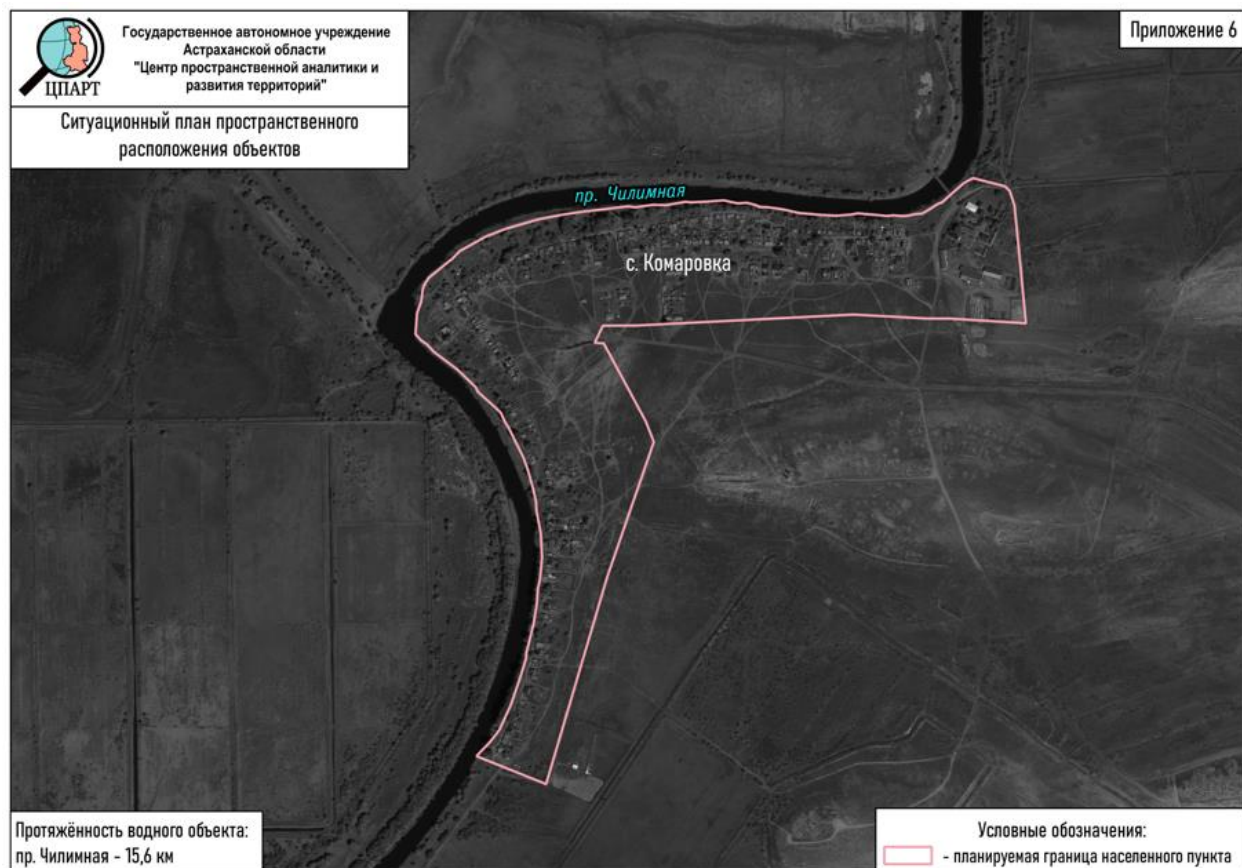 Государственное автономное учреждение
Астраханской области
"Центр пространственной аналитики и
развития территорий"
ЦПАРТ
Приложение 6
Ситуационный план пространственного
расположения объектов
пр. Чилимная
с. Комаровка
Протяжённость водного объекта:
пр. Чилимная - 15,6 км
Условные обозначения:
- планируемая граница населенного пункта